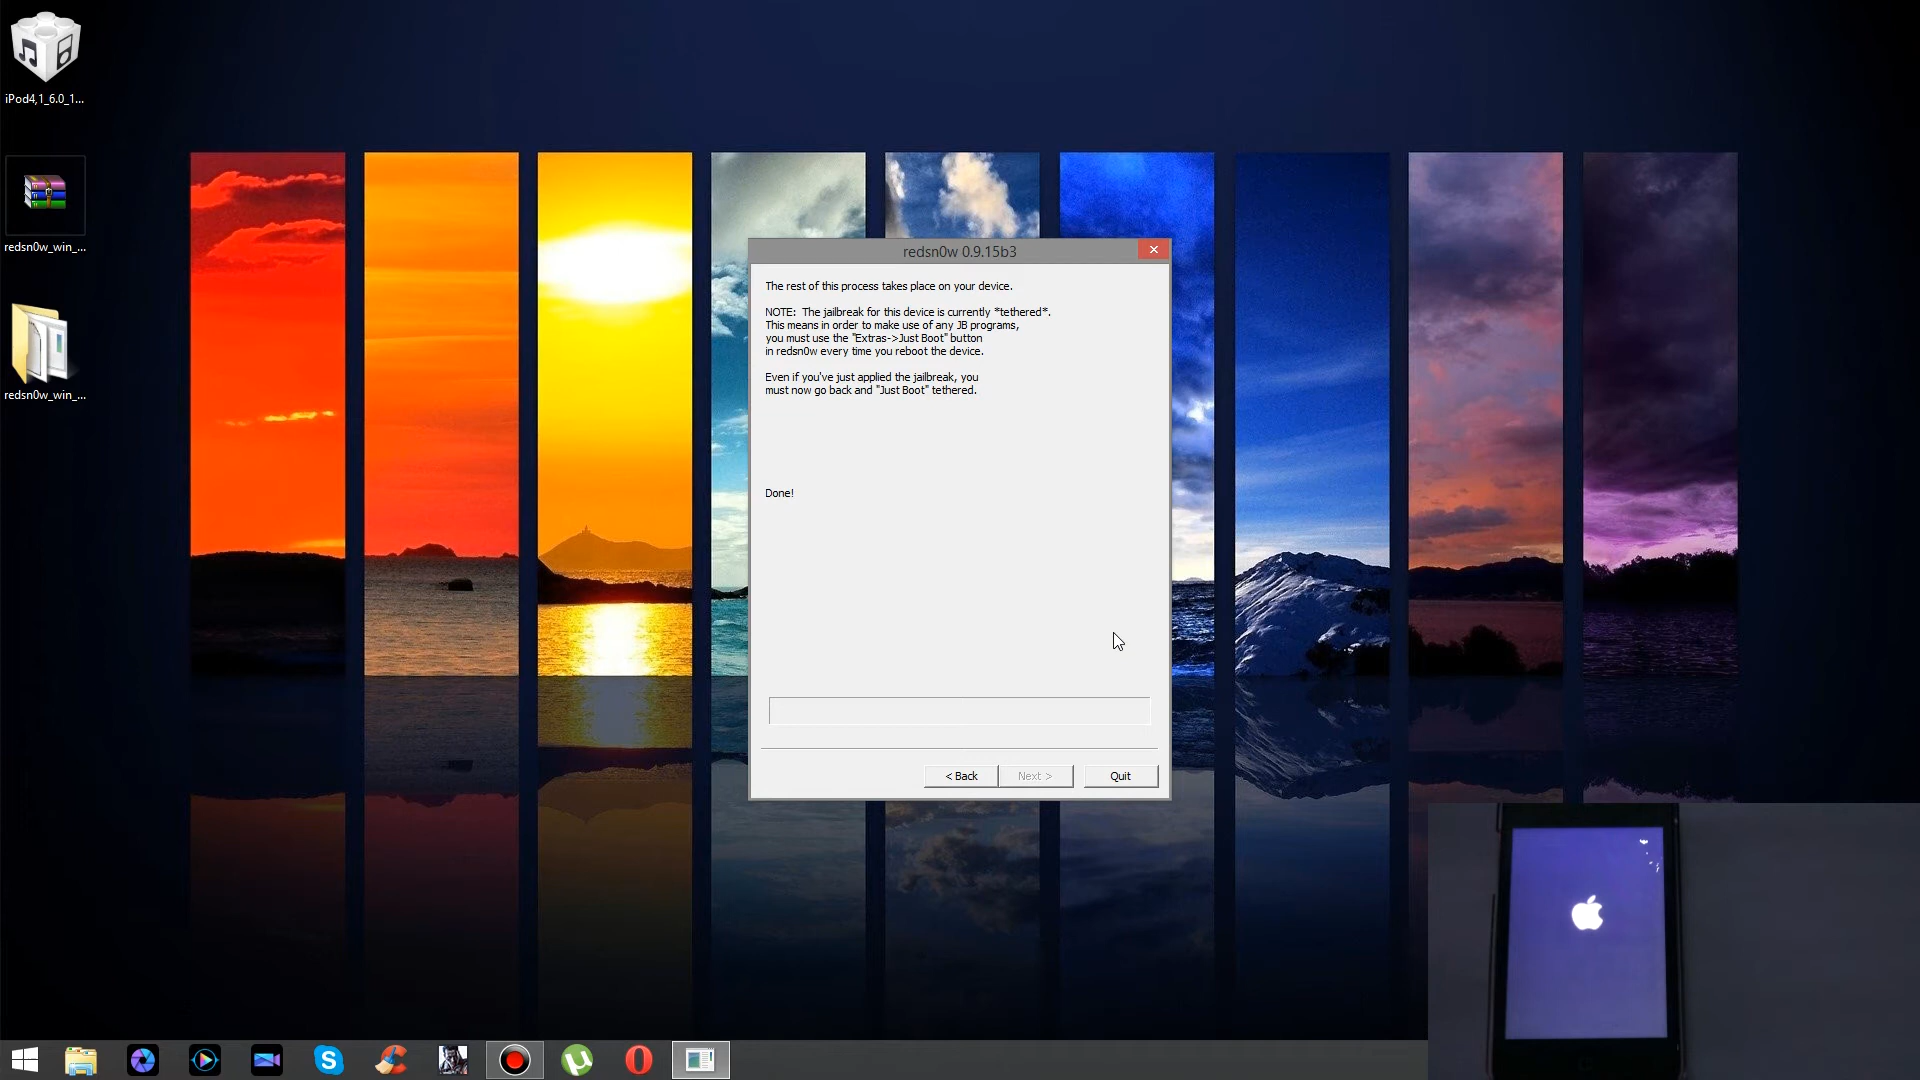 iPod4,1_6.0_1...
redsn0w_win_...
redsn0w_win_...
redsn0w 0.9.15b3
The rest of this process takes place on your device.
NOTE: The jailbreak for this device is currently *tethered*.
This means in order to make use of any JB programs,
you must use the "Extras->Just Boot" button
in redsn0w every time you reboot the device.
Even if you've just applied the jailbreak, you
must now go back and "Just Boot" tethered.
Done!
< Back
Next >
Quit